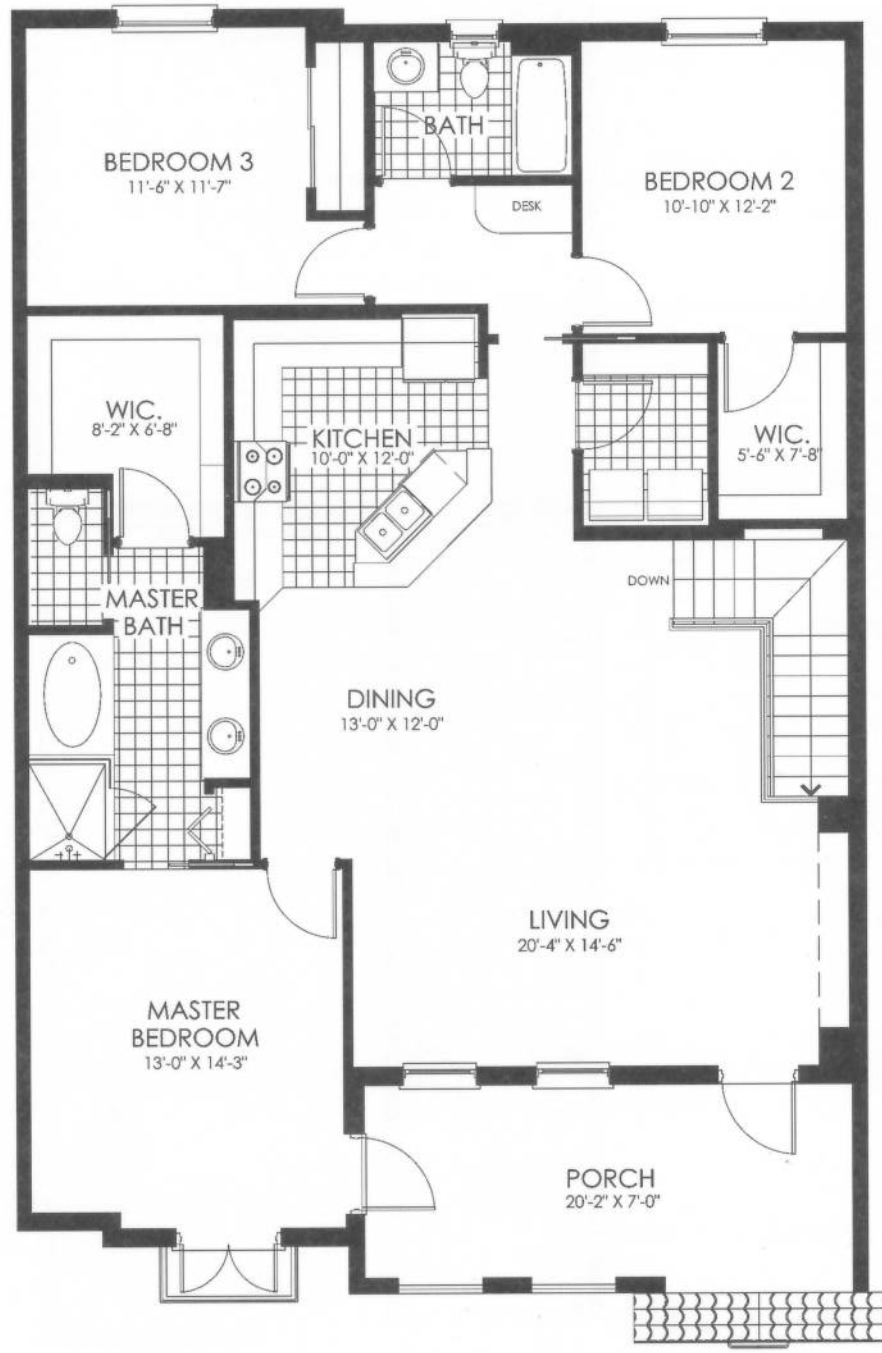 BEDROOM 3
11'-6" X 11'-7"
BATH
DESK
BEDROOM 2
10'-10" X 12'-2"
WIC.
8'-2" X 6'-8"
KITCHEN
10'-0" X 12'-0"
WIC.
5'-6" X 7'-8"
DOWN
MASTER
BATH
DINING
13'-0" X 12'-0"
LIVING
20'-4" X 14'-6"
MASTER
BEDROOM
13'-0" X 14'-3"
PORCH
20'-2" X 7'-0"